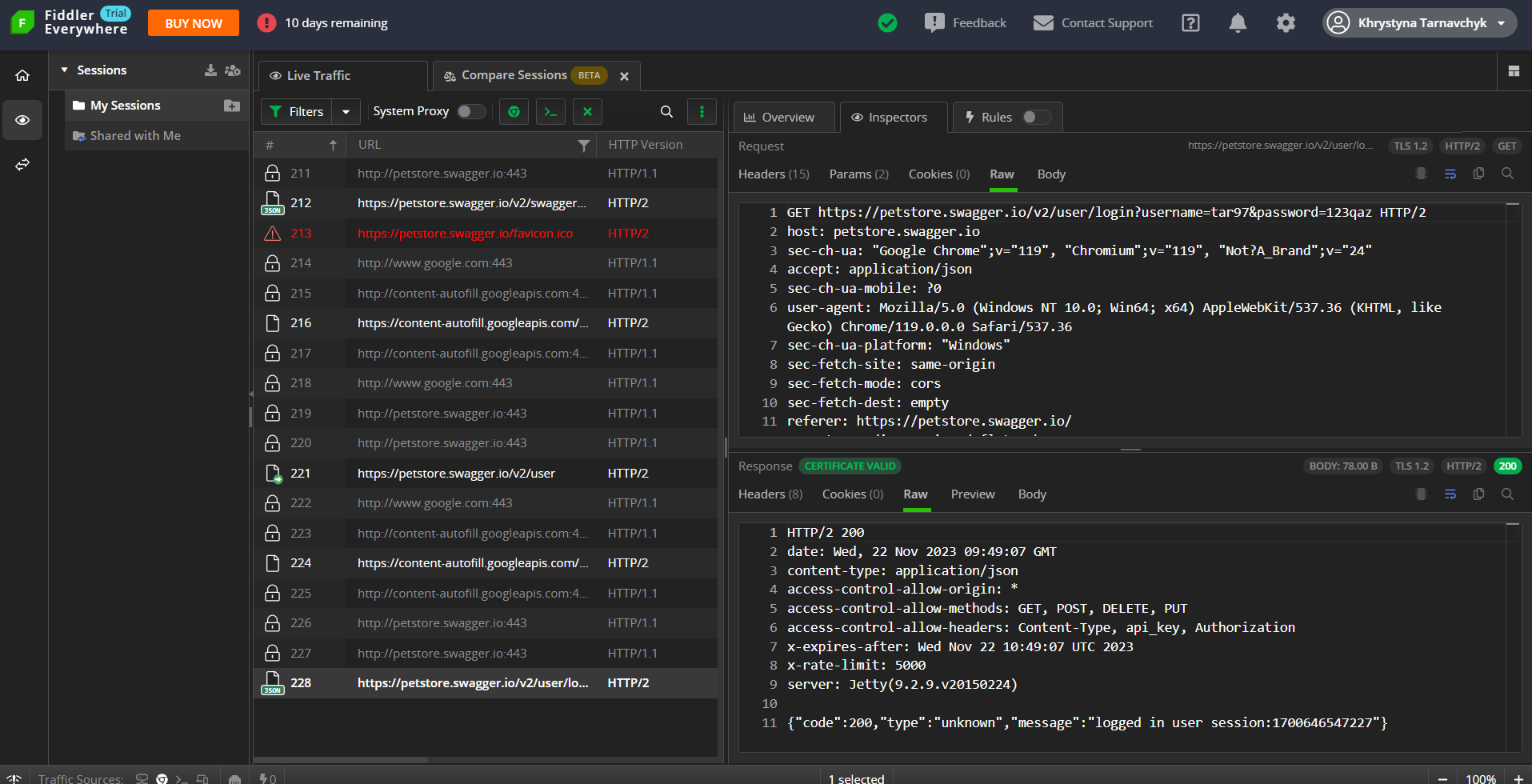 Fiddler Trial
Everywhere
BUY NOW
10 days remaining
Feedback
Contact Support
Khrystyna Tarnavchyk
Sessions
My Sessions
Shared with Me
Live Traffic
Compare Sessions BETA
Filters
System Proxy
# URL HTTP Version
211 http://petstore.swagger.io:443 HTTP/1.1
212 https://petstore.swagger.io/v2/swagger... HTTP/2
JSON
213 https://petstore.swagger.io/favicon.ico HTTP/2
214 http://www.google.com:443 HTTP/1.1
215 http://content-autofill.googleapis.com:4... HTTP/1.1
216 https://content-autofill.googleapis.com/... HTTP/2
217 http://content-autofill.googleapis.com:4... HTTP/1.1
218 http://www.google.com:443 HTTP/1.1
219 http://petstore.swagger.io:443 HTTP/1.1
220 http://petstore.swagger.io:443 HTTP/1.1
221 https://petstore.swagger.io/v2/user HTTP/2
222 http://www.google.com:443 HTTP/1.1
223 http://content-autofill.googleapis.com:4... HTTP/1.1
224 https://content-autofill.googleapis.com/... HTTP/2
225 http://content-autofill.googleapis.com:4... HTTP/1.1
226 http://petstore.swagger.io:443 HTTP/1.1
227 http://petstore.swagger.io:443 HTTP/1.1
228 https://petstore.swagger.io/v2/user/lo... HTTP/2
JSON
Overview
Inspectors
Rules
Request
https://petstore.swagger.io/v2/user/lo... TLS 1.2 HTTP/2 GET
Headers (15) Params (2) Cookies (0) Raw Body
1 GET https://petstore.swagger.io/v2/user/login?username=tar97&password=123qaz HTTP/2
2 host: petstore.swagger.io
3 sec-ch-ua: "Google Chrome";v="119", "Chromium";v="119", "Not?A_Brand";v="24"
4 accept: application/json
5 sec-ch-ua-mobile: ?0
6 user-agent: Mozilla/5.0 (Windows NT 10.0; Win64; x64) AppleWebKit/537.36 (KHTML, like
Gecko) Chrome/119.0.0.0 Safari/537.36
7 sec-ch-ua-platform: "Windows"
8 sec-fetch-site: same-origin
9 sec-fetch-mode: cors
10 sec-fetch-dest: empty
11 referer: https://petstore.swagger.io/
Response CERTIFICATE VALID
BODY: 78.00 B TLS 1.2 HTTP/2 200
Headers (8) Cookies (0) Raw Preview Body
1 HTTP/2 200
2 date: Wed, 22 Nov 2023 09:49:07 GMT
3 content-type: application/json
4 access-control-allow-origin: *
5 access-control-allow-methods: GET, POST, DELETE, PUT
6 access-control-allow-headers: Content-Type, api_key, Authorization
7 x-expires-after: Wed Nov 22 10:49:07 UTC 2023
8 x-rate-limit: 5000
9 server: Jetty(9.2.9.v20150224)
10
11 {"code":200,"type":"unknown","message":"logged in user session:1700646547227"}
Traffic Sources:
0
1 selected
100%